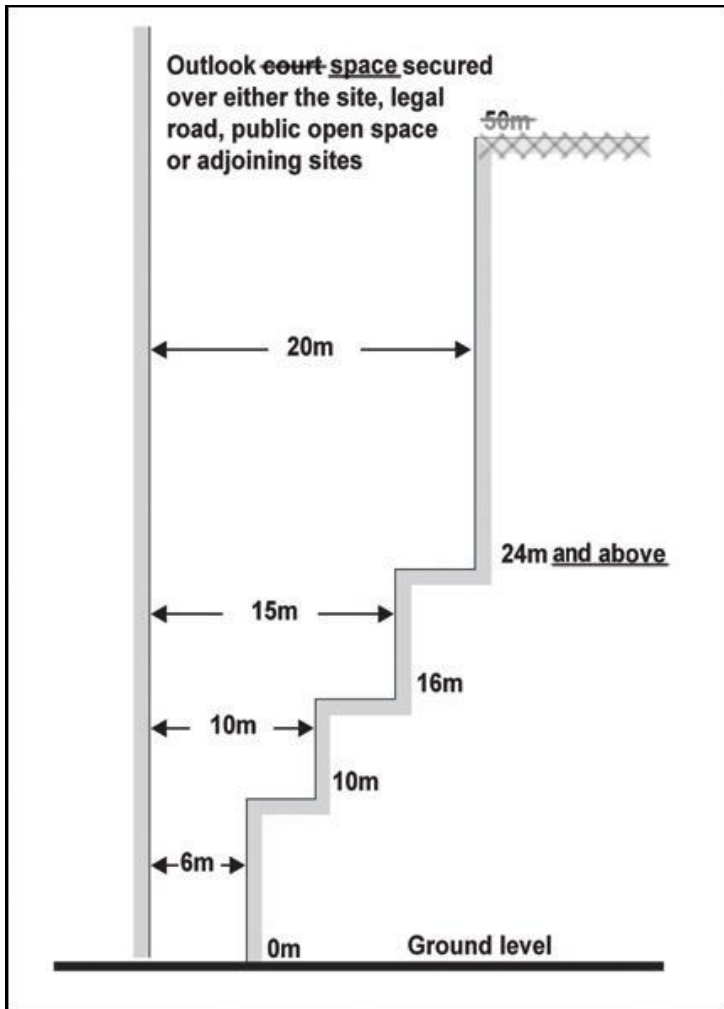 Outlook court space secured
over either the site, legal
road, public open space
or adjoining sites
50m
20m
24m and above
15m
16m
10m
10m
6m
0m
Ground level